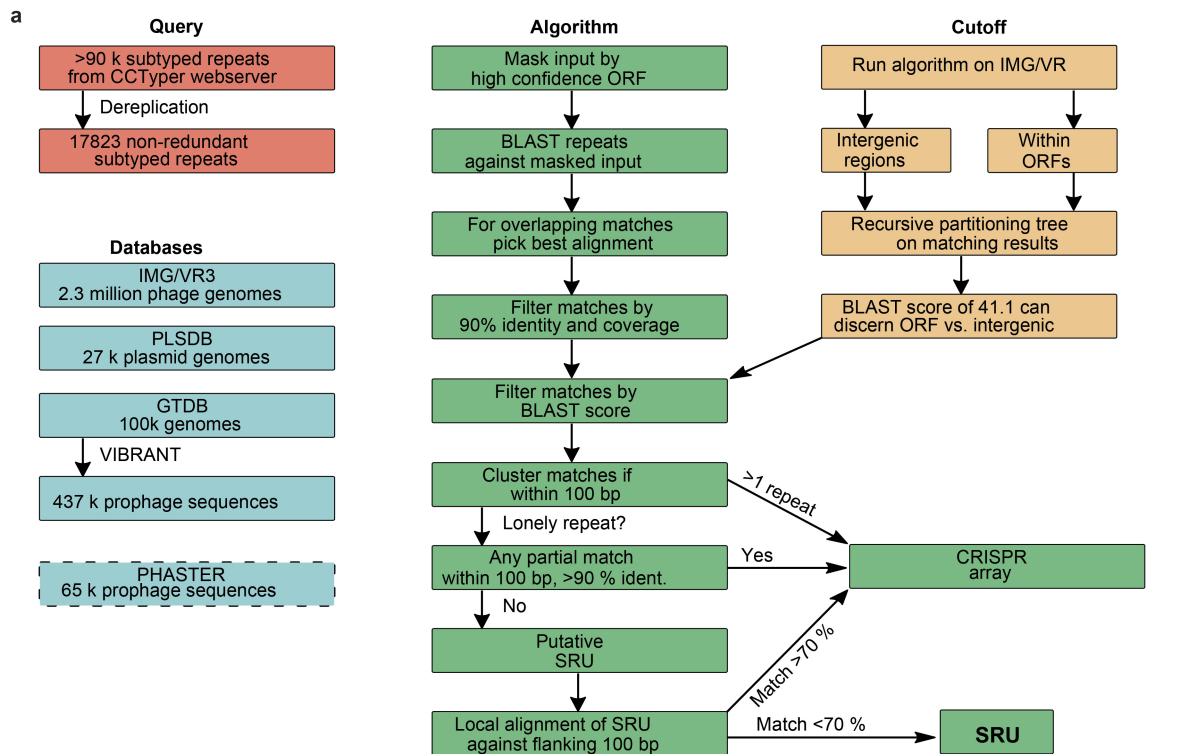 a
Query
>90 k subtyped repeats
from CCTyper webserver
Dereplication
17823 non-redundant
subtyped repeats
Databases
IMG/VR3
2.3 million phage genomes
PLSDB
27 k plasmid genomes
GTDB
100k genomes
VIBRANT
437 k prophage sequences
PHASTER
65 k prophage sequences
Algorithm
Mask input by
high confidence ORF
BLAST repeats
against masked input
For overlapping matches
pick best alignment
Filter matches by
90% identity and coverage
Filter matches by
BLAST score
Cluster matches if
within 100 bp
>1 repeat
Lonely repeat?
Any partial match
within 100 bp, >90 % ident.
Yes
No
Putative
SRU
Local alignment of SRU
against flanking 100 bp
Match >70 %
Match <70 %
CRISPR
array
SRU
Cutoff
Run algorithm on IMG/VR
Intergenic
regions
Within
ORFs
Recursive partitioning tree
on matching results
BLAST score of 41.1 can
discern ORF vs. intergenic